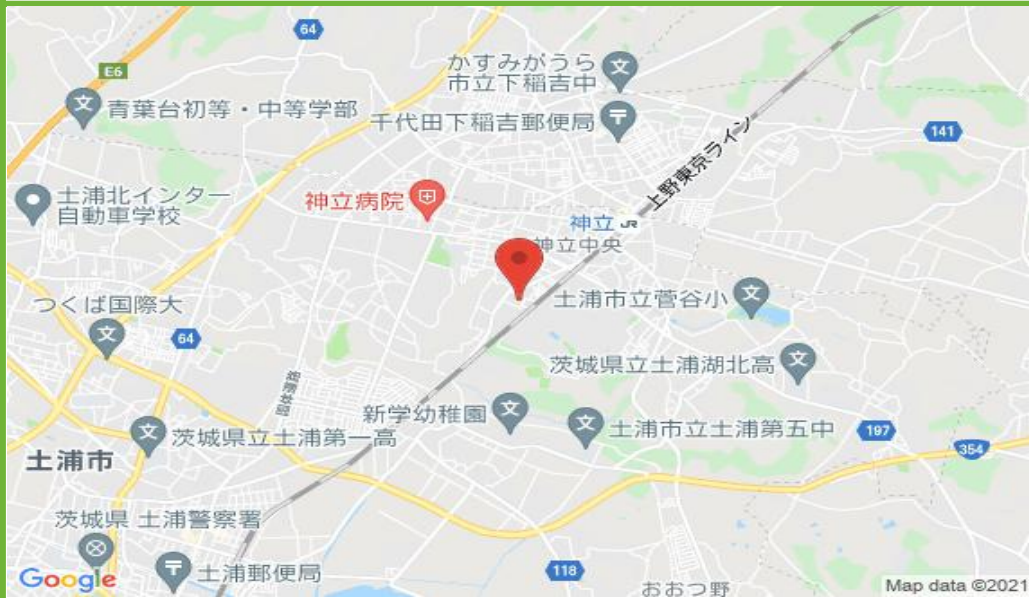 64
かすみがうら
市立下稲吉中
E6
青葉台初等・中等学部
千代田下稲吉郵便局
141
上野東京ライン
土浦北インター
自動車学校
神立病院
神立
JR
神立中央
土浦市立菅谷小
つくば国際大
64
茨城県立土浦湖北高
新学幼稚園
茨城県立土浦第一高
土浦市立土浦第五中
197
354
土浦市
茨城県 土浦警察署
土浦郵便局
118
おおつ野
Google
Map data ©2021